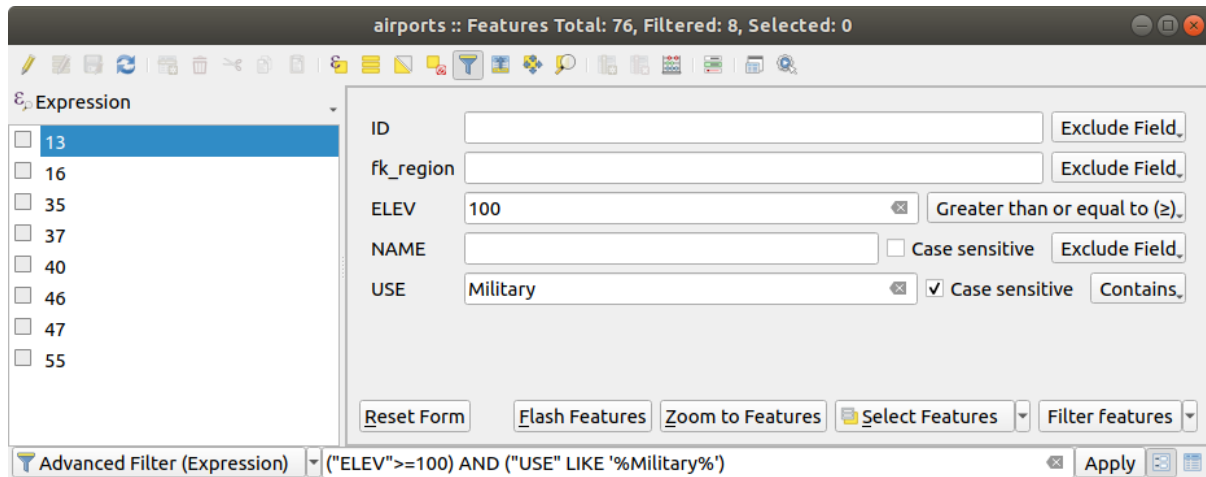 airports :: Features Total: 76, Filtered: 8, Selected: 0
Expression
13
16
35
37
40
46
47
55
ID Exclude Field
fk_region Exclude Field
ELEV 100 Greater than or equal to (≥)
NAME Case sensitive Exclude Field
USE Military Case sensitive Contains
Reset Form Flash Features Zoom to Features Select Features Filter features
Advanced Filter (Expression) ("ELEV">=100) AND ("USE" LIKE '%Military%') Apply